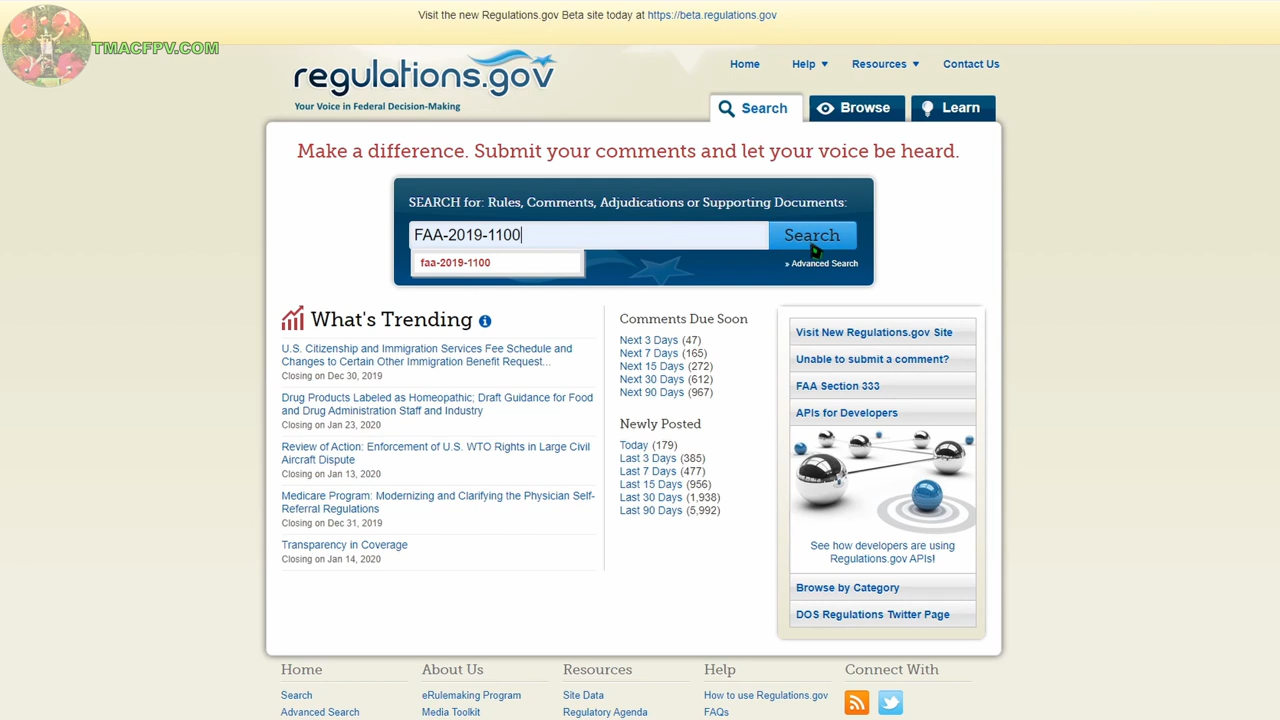 Visit the new Regulations.gov Beta site today at https://beta.regulations.gov
TMACFPV.COM
regulations.gov
Your Voice in Federal Decision-Making
Home
Help
Resources
Contact Us
Search
Browse
Learn
Make a difference. Submit your comments and let your voice be heard.
SEARCH for: Rules, Comments, Adjudications or Supporting Documents:
FAA-2019-1100
Search
faa-2019-1100
» Advanced Search
What's Trending
U.S. Citizenship and Immigration Services Fee Schedule and
Changes to Certain Other Immigration Benefit Request...
Closing on Dec 30, 2019
Drug Products Labeled as Homeopathic; Draft Guidance for Food
and Drug Administration Staff and Industry
Closing on Jan 23, 2020
Review of Action: Enforcement of U.S. WTO Rights in Large Civil
Aircraft Dispute
Closing on Jan 13, 2020
Medicare Program: Modernizing and Clarifying the Physician Self-
Referral Regulations
Closing on Dec 31, 2019
Transparency in Coverage
Closing on Jan 14, 2020
Comments Due Soon
Next 3 Days (47)
Next 7 Days (165)
Next 15 Days (272)
Next 30 Days (612)
Next 90 Days (967)
Newly Posted
Today (179)
Last 3 Days (385)
Last 7 Days (477)
Last 15 Days (956)
Last 30 Days (1,938)
Last 90 Days (5,992)
Visit New Regulations.gov Site
Unable to submit a comment?
FAA Section 333
APIs for Developers
See how developers are using
Regulations.gov APIs!
Browse by Category
DOS Regulations Twitter Page
Home
Search
Advanced Search
About Us
eRulemaking Program
Media Toolkit
Resources
Site Data
Regulatory Agenda
Help
How to use Regulations.gov
FAQs
Connect With